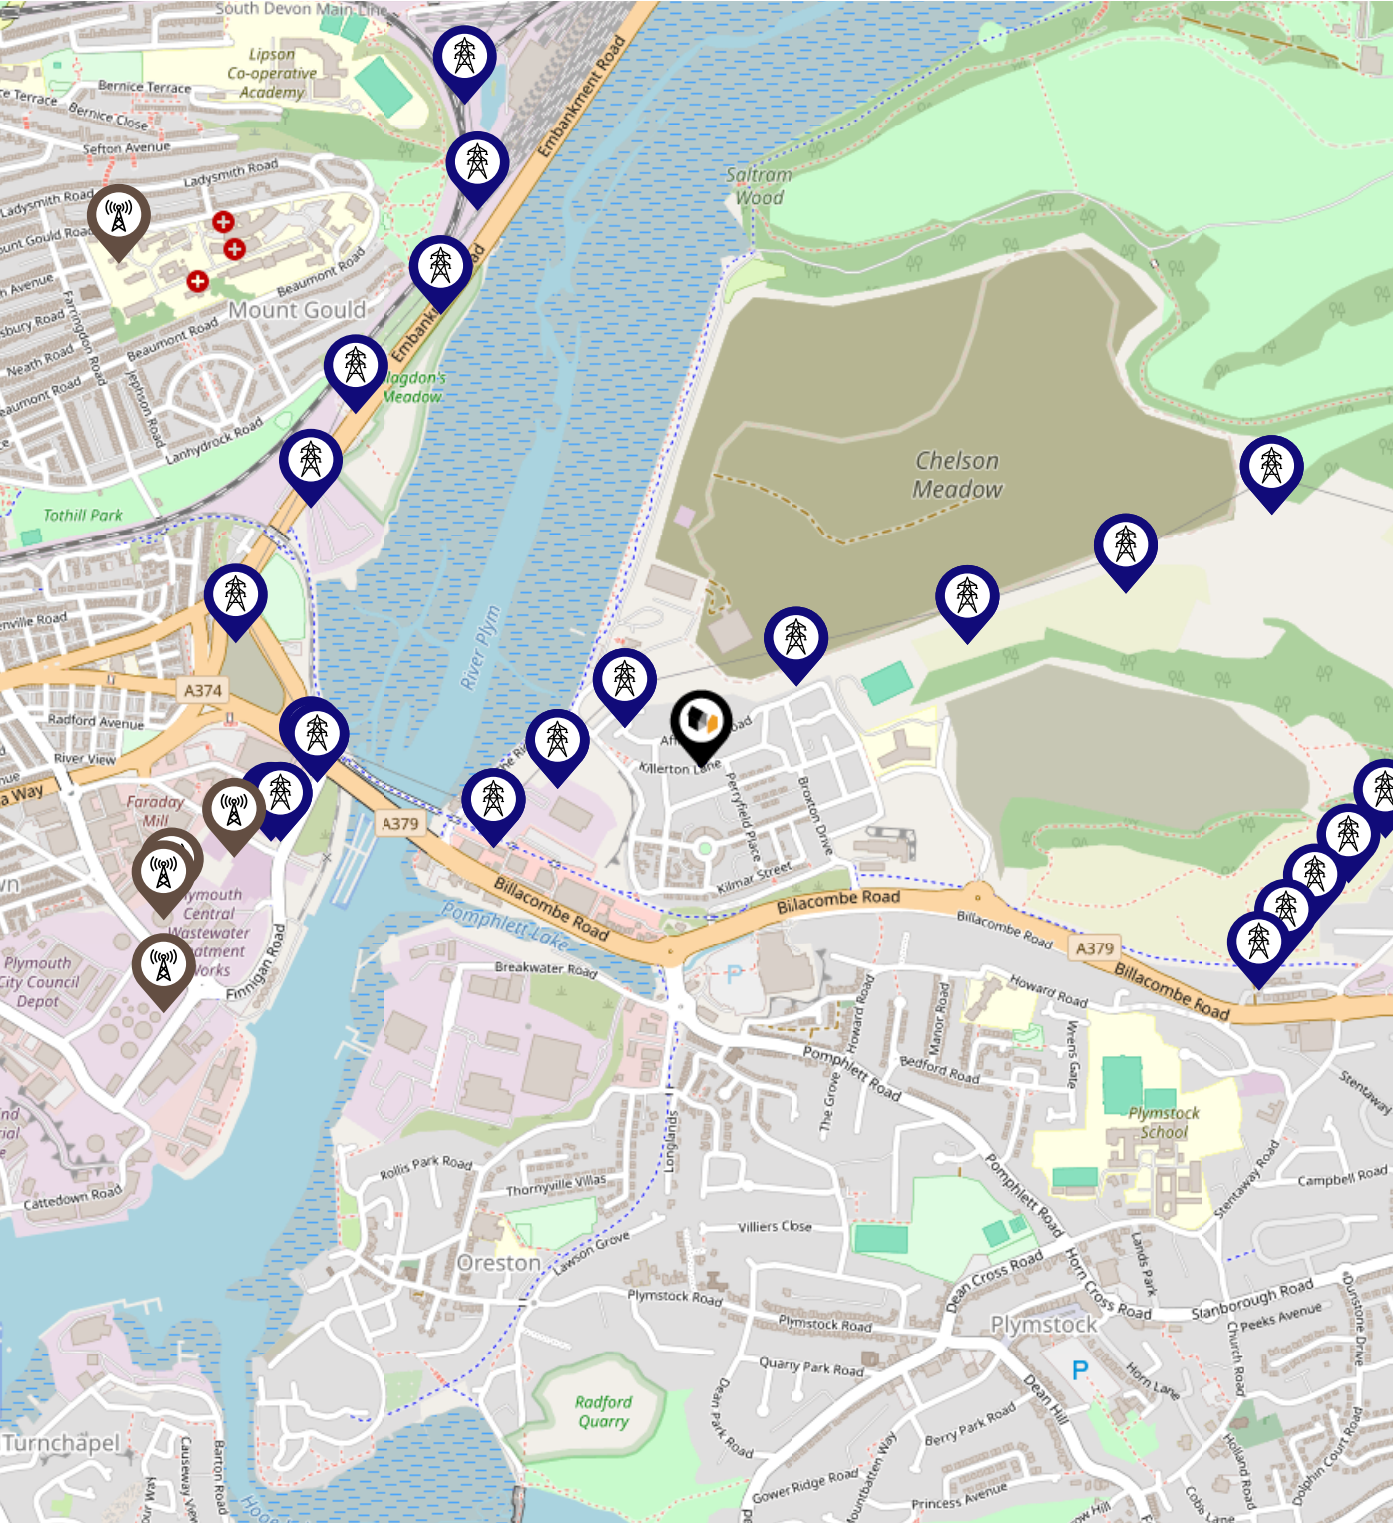 South Devon Main Line
Lipson
Co-operative
Academy
Bernice Terrace
Terrace
Bernice Close
Sefton Avenue
Embankment Road
Ladysmith Road
Ladysmith Road
Mount Gould
Beaumont Road
Farringdon Road
Neath Road
Beaumont Road
Jephson Road
Lanhydrock Road
Meadow
Saltram
Wood
Chelson
Meadow
Tothill Park
River Plym
A374
Radford Avenue
River View
Faraday
Mill
A379
Killerton Lane
Perryfield Place
Broxton Drive
Kilmar Street
Billacombe Road
Billacombe Road
Billacombe Road
A379
Billacombe Road
Pomphlett Lake
Breakwater Road
P
Plymouth
Central
Wastewater
Works
Plymouth
City Council
Depot
Finnigan Road
Howard Road
Manor Road
Howard Road
Wrens Gate
Bedford Road
Pomphlett Road
The Grove
Plymstock
School
Stentaway
Stentaway Road
Campbell Road
Longlands
Rollis Park Road
Thornyville Villas
Cattedown Road
Pomphlett Road
Villiers Close
Lawson Grove
Oreston
Plymstock Road
Plymstock Road
Dean Cross Road
Horn Cross Road
Lands Park
Stanborough Road
Peeks Avenue
Dunstone Drive
Church Road
Plymstock
Quarry Park Road
P
Horn Lane
Dean Hill
Dean Park Road
Radford
Quarry
Berry Park Road
Holland Road
Dolphin Court Road
Turnchapel
Causeway View
Barton Road
Gower Ridge Road
Mountbatten Way
Princess Avenue
Cobs Lane